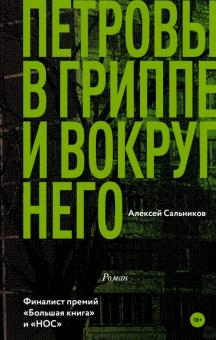 ПЕТРОВЫ
В ГРИППЕ
И ВОКРУГ
НЕГО
Алексей Сальников
Роман
Финалист премий
«Большая книга»
и «НОС»
18+